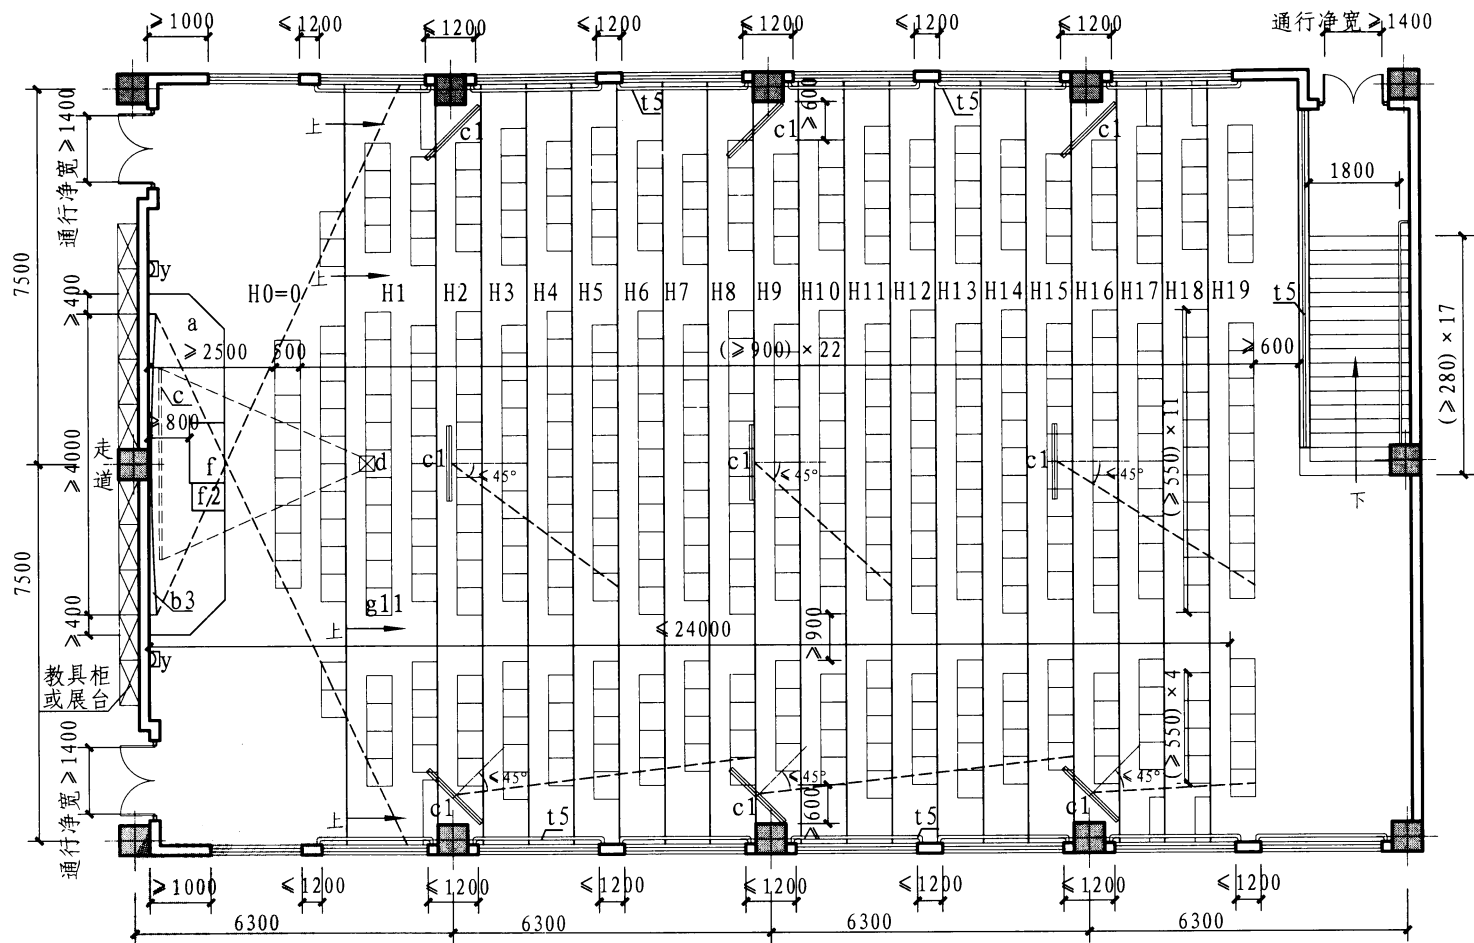 ≥1000
≤1200
≤1200
≤1200
≤1200
≤1200
通行净宽≥1400
通行净宽≥1400
上
t5
c1
c1
≥600
t5
c1
1800
7500
y
上
≥400
H0=0
H1
H2
H3
H4
H5
H6
H7
H8
H9
H10
H11
H12
H13
H14
H15
H16
H17
H18
H19
t5
a
≥2500
500
(≥900)×22
≥600
(≥280)×17
c
≥800
≥4000
走道
f
d
c1
≤45°
c1
≤45°
c1
≤45°
(≥550)×11
f/2
下
7500
b3
g11
≥400
上
≤24000
≥900
y
教具柜
或展台
(≥550)×4
通行净宽≥1400
≤45°
≤45°
≤45°
c1
c1
≥600
c1
上
t5
t5
≥1000
≤1200
≤1200
≤1200
≤1200
≤1200
≤1200
≤1200
6300
6300
6300
6300